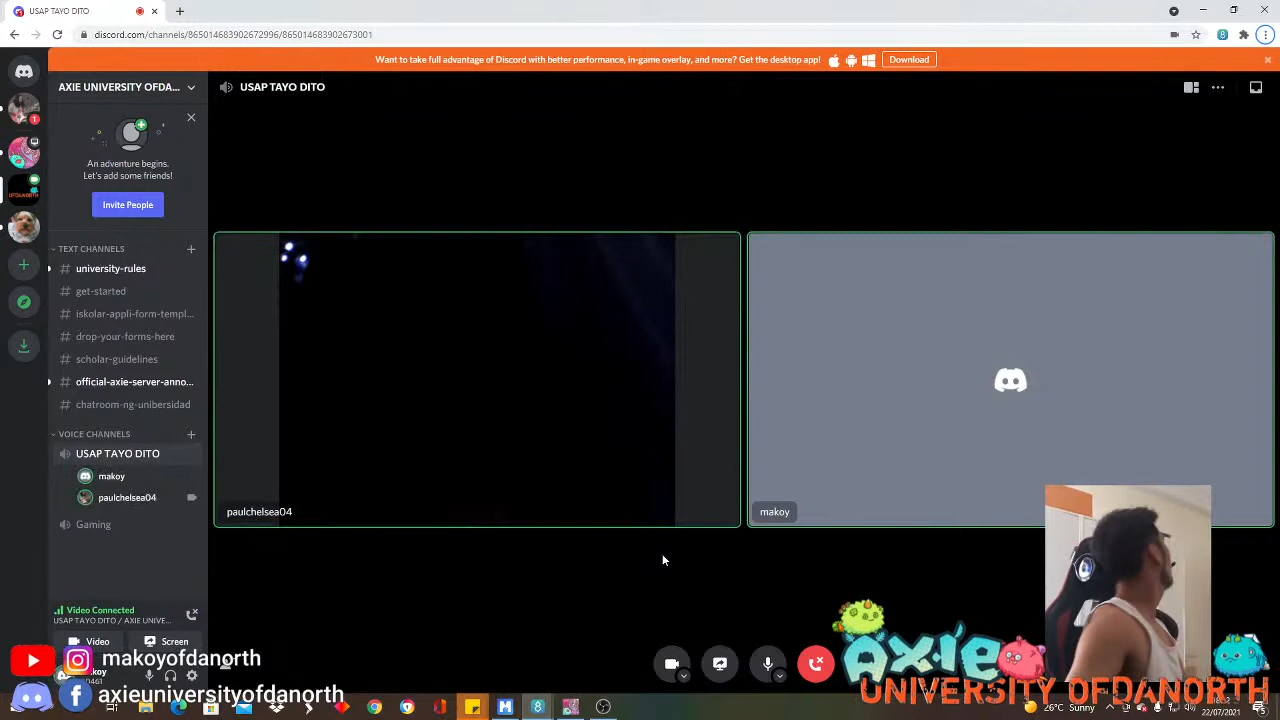 USAP TAYO DITO
discord.com/channels/865014683902672996/865014683902673001
Want to take full advantage of Discord with better performance, in-game overlay, and more? Get the desktop app!
Download
AXIE UNIVERSITY OFDA...
USAP TAYO DITO
1
OFDANORTH
An adventure begins.
Let's add some friends!
Invite People
TEXT CHANNELS
university-rules
get-started
iskolar-appli-form-templ...
drop-your-forms-here
scholar-guidelines
official-axie-server-anno...
chatroom-ng-unibersidad
VOICE CHANNELS
USAP TAYO DITO
makoy
paulchelsea04
Gaming
paulchelsea04
makoy
Video Connected
USAP TAYO DITO / AXIE UNIVE...
Video
Screen
makoyofdanorth
axieuniversityofdanorth
axie
UNIVERSITY OFDANORTH
26°C Sunny
22/07/2021